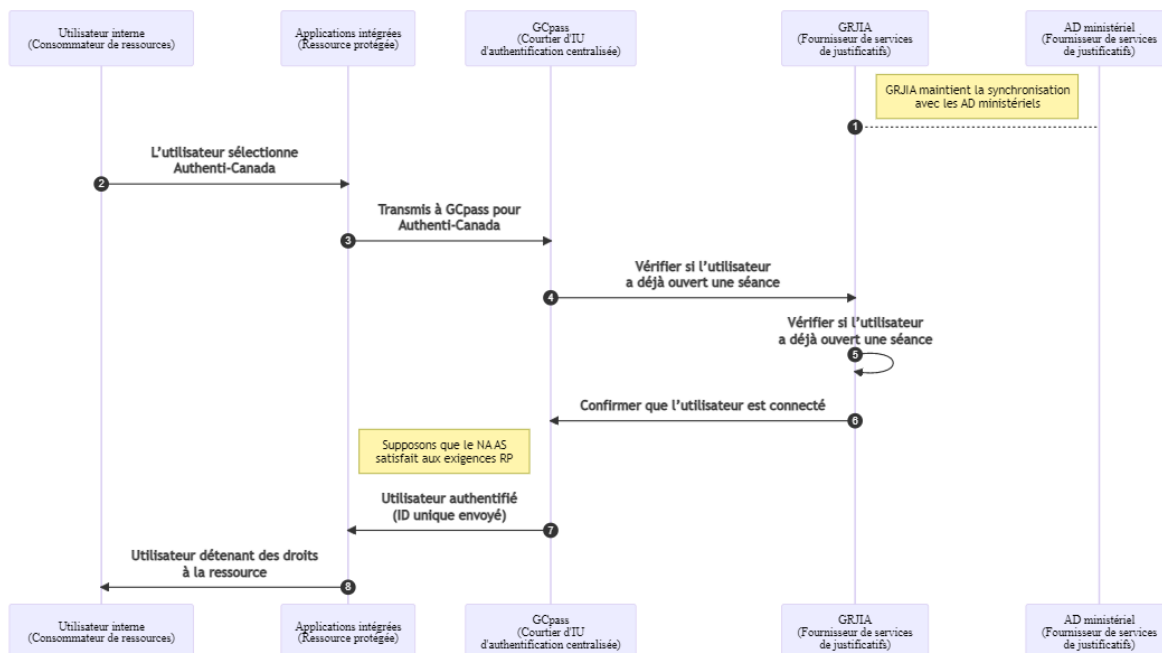 Utilisateur interne
(Consommateur de ressources)
Applications intégrées
(Ressource protégée)
GCpass
(Courtier d'IU
d'authentification centralisée)
GRJIA
(Fournisseur de services
de justificatifs)
AD ministériel
(Fournisseur de services
de justificatifs)
GRJIA maintient la synchronisation
avec les AD ministériels
1
L’utilisateur sélectionne
Authenti-Canada
2
Transmis à GCpass pour
Authenti-Canada
3
Vérifier si l’utilisateur
a déjà ouvert une séance
4
Vérifier si l’utilisateur
a déjà ouvert une séance
5
Confirmer que l’utilisateur est connecté
6
Supposons que le NA AS
satisfait aux exigences RP
Utilisateur authentifié
(ID unique envoyé)
7
Utilisateur détenant des droits
à la ressource
8
Utilisateur interne
(Consommateur de ressources)
Applications intégrées
(Ressource protégée)
GCpass
(Courtier d'IU
d'authentification centralisée)
GRJIA
(Fournisseur de services
de justificatifs)
AD ministériel
(Fournisseur de services
de justificatifs)